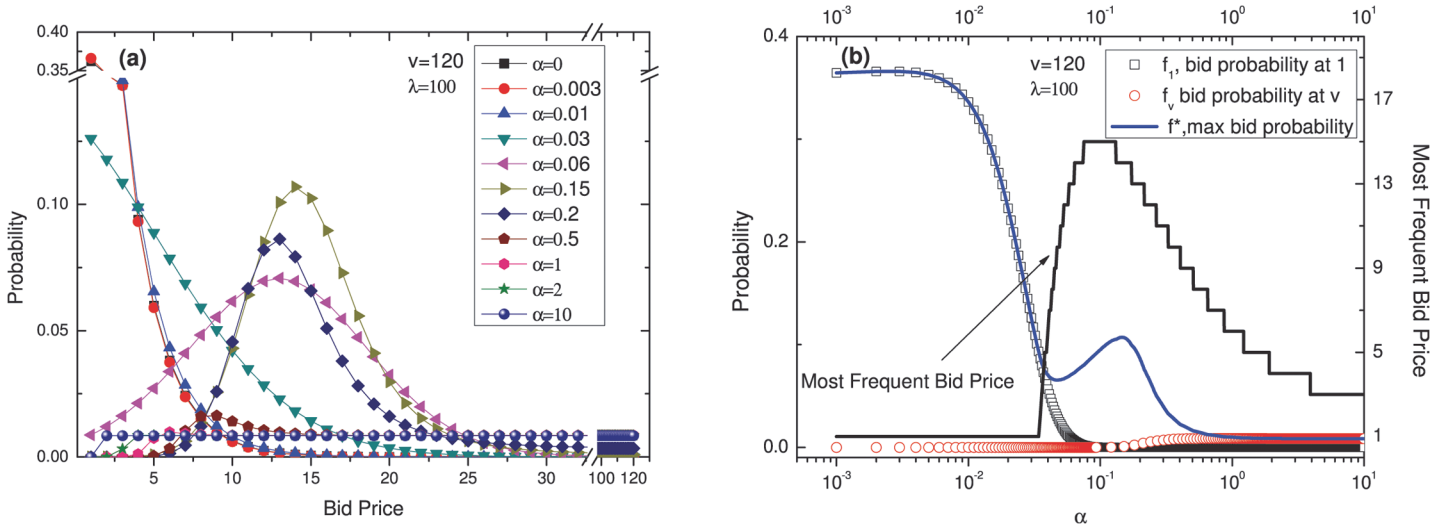 (a)
v=120
λ=100
α=0
α=0.003
α=0.01
α=0.03
α=0.06
α=0.15
α=0.2
α=0.5
α=1
α=2
α=10
0.40
0.35
0.10
0.05
0.00
Probability
5 10 15 20 25 30 100 120
Bid Price
10⁻³ 10⁻² 10⁻¹ 10⁰ 10¹
(b)
v=120
λ=100
f₁, bid probability at 1
fᵥ bid probability at v
f*,max bid probability
0.4
0.2
0.0
Probability
Most Frequent Bid Price
17
15
13
9
5
1
Most Frequent Bid Price
10⁻³ 10⁻² 10⁻¹ 10⁰ 10¹
α